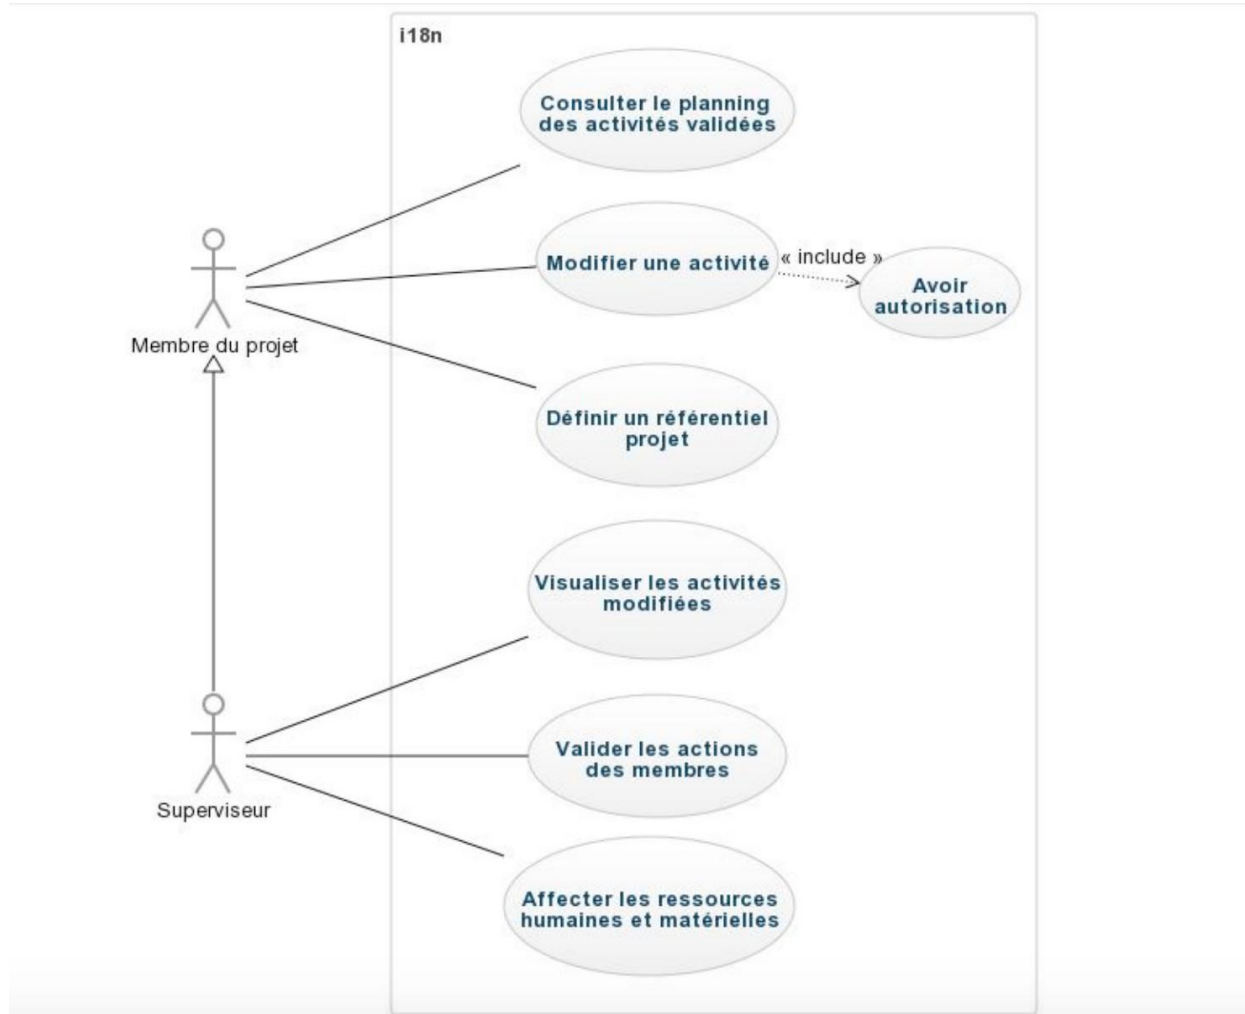 i18n
Consulter le planning
des activités validées
Modifier une activité
« include »
Avoir
autorisation
Membre du projet
Définir un référentiel
projet
Visualiser les activités
modifiées
Valider les actions
des membres
Superviseur
Affecter les ressources
humaines et matérielles